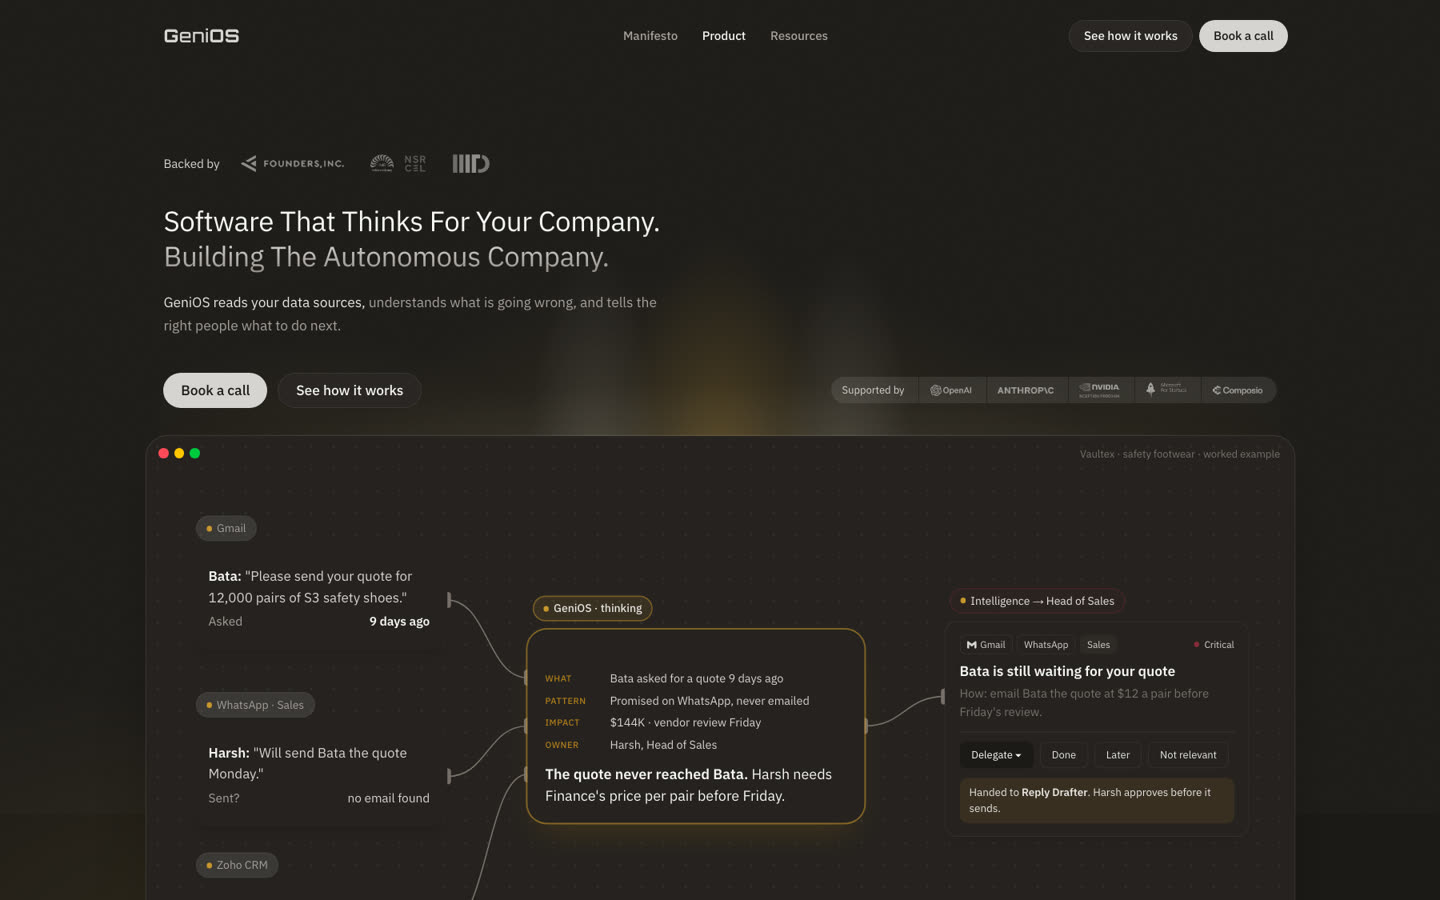 GeniOS
Manifesto
Product
Resources
See how it works
Book a call
Backed by
FOUNDERS, INC.
NSR
CEL
Software That Thinks For Your Company.
Building The Autonomous Company.
GeniOS reads your data sources, understands what is going wrong, and tells the
right people what to do next.
Book a call
See how it works
Supported by
OpenAI
ANTHROP\C
NVIDIA
Microsoft
for Startups
Composio
Vaultex · safety footwear · worked example
Gmail
Bata: "Please send your quote for
12,000 pairs of S3 safety shoes."
Asked
9 days ago
WhatsApp · Sales
Harsh: "Will send Bata the quote
Monday."
Sent?
no email found
Zoho CRM
GeniOS · thinking
WHAT Bata asked for a quote 9 days ago
PATTERN Promised on WhatsApp, never emailed
IMPACT $144K · vendor review Friday
OWNER Harsh, Head of Sales
The quote never reached Bata. Harsh needs
Finance's price per pair before Friday.
Intelligence → Head of Sales
Gmail
WhatsApp
Sales
Critical
Bata is still waiting for your quote
How: email Bata the quote at $12 a pair before
Friday's review.
Delegate
Done
Later
Not relevant
Handed to Reply Drafter. Harsh approves before it
sends.